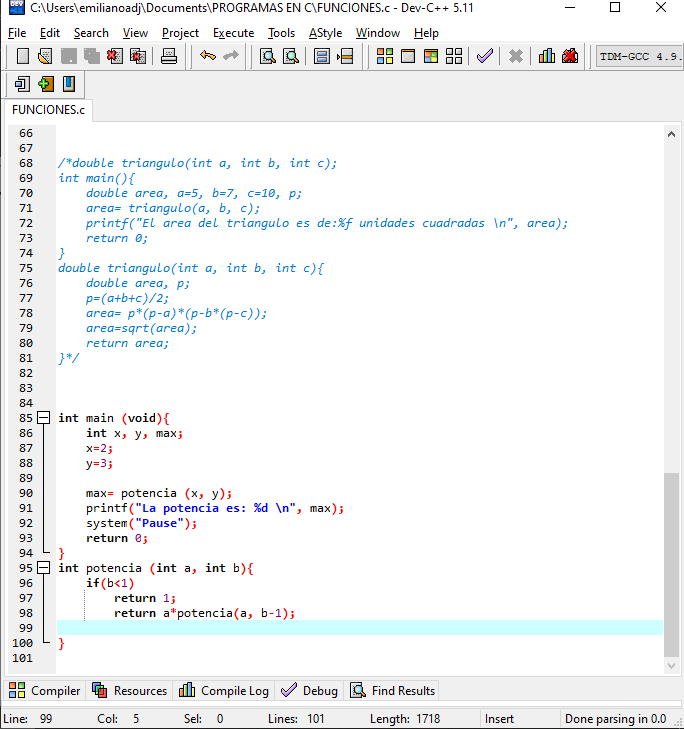 C:\Users\emilianoadj\Documents\PROGRAMAS EN C\FUNCIONES.c - Dev-C++ 5.11
File Edit Search View Project Execute Tools AStyle Window Help
TDM-GCC 4.9.
FUNCIONES.c
66
67
68 /*double triangulo(int a, int b, int c);
69 int main(){
70 double area, a=5, b=7, c=10, p;
71 area= triangulo(a, b, c);
72 printf("El area del triangulo es de:%f unidades cuadradas \n", area);
73 return 0;
74 }
75 double triangulo(int a, int b, int c){
76 double area, p;
77 p=(a+b+c)/2;
78 area= p*(p-a)*(p-b*(p-c));
79 area=sqrt(area);
80 return area;
81 }*/
82
83
84
85 int main (void){
86 int x, y, max;
87 x=2;
88 y=3;
89
90 max= potencia (x, y);
91 printf("La potencia es: %d \n", max);
92 system("Pause");
93 return 0;
94 }
95 int potencia (int a, int b){
96 if(b<1)
97 return 1;
98 return a*potencia(a, b-1);
99
100 }
101
Compiler Resources Compile Log Debug Find Results
Line: 99 Col: 5 Sel: 0 Lines: 101 Length: 1718 Insert Done parsing in 0.0